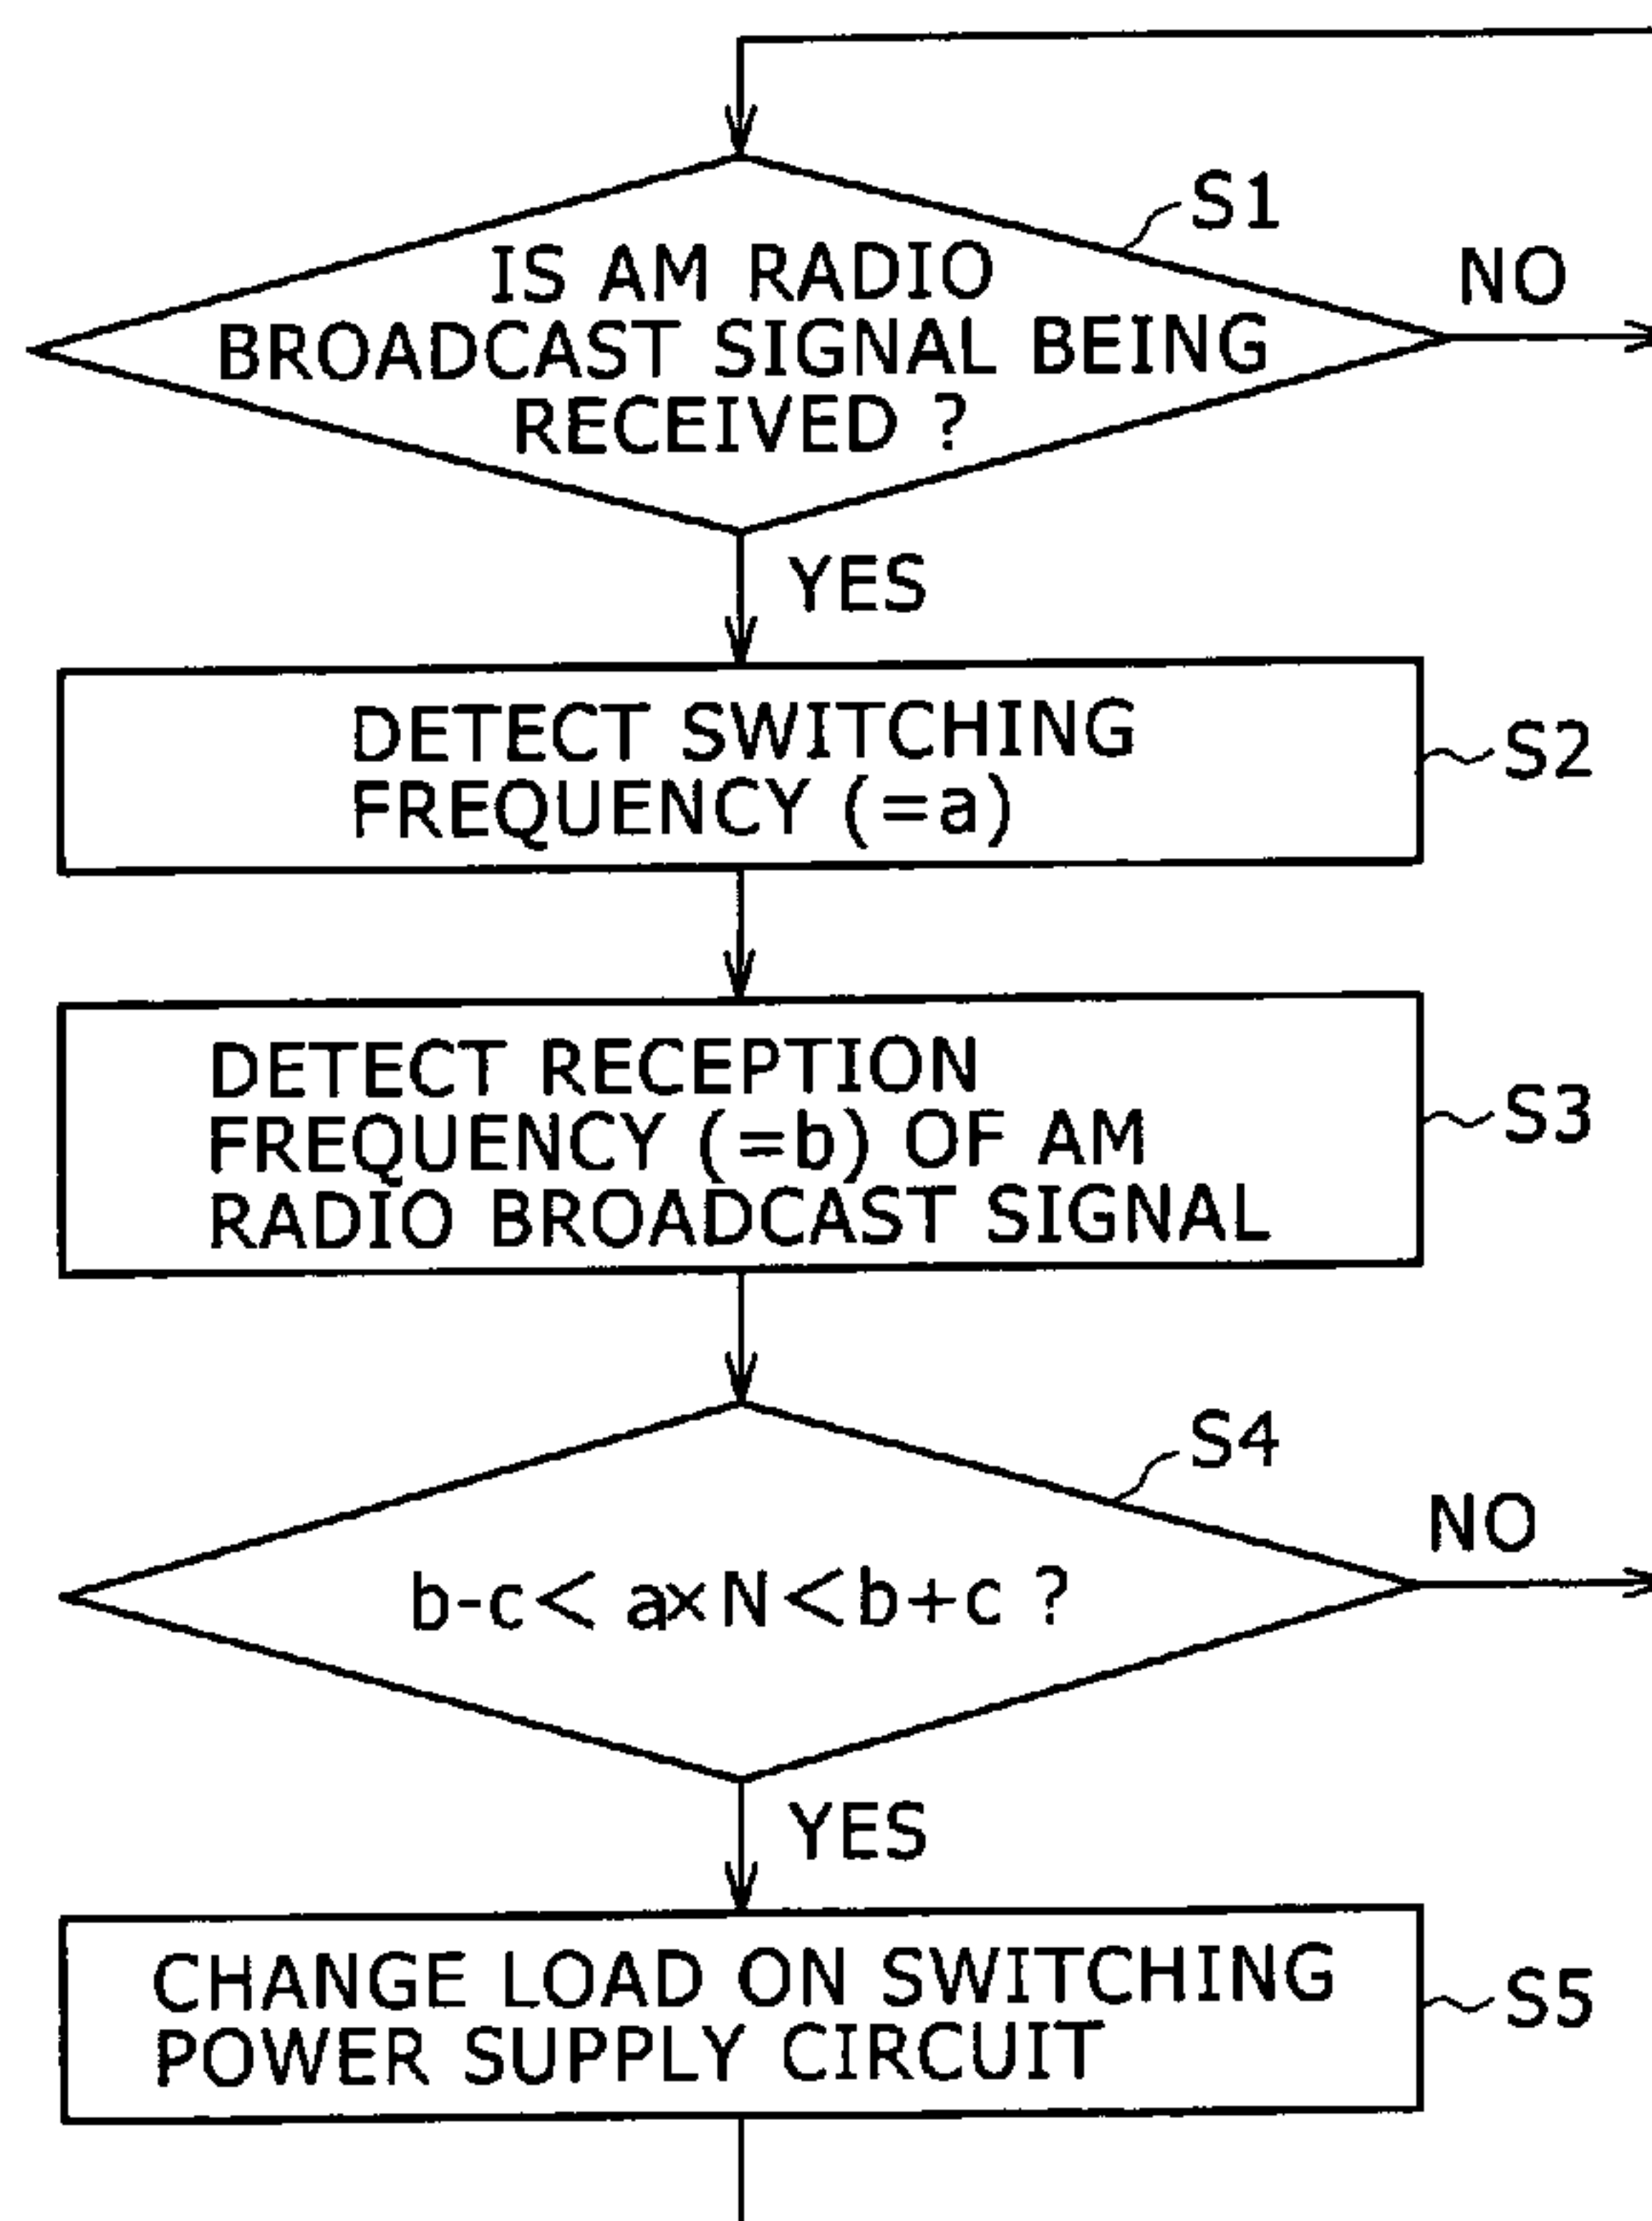 S1
IS AM RADIO
BROADCAST SIGNAL BEING
RECEIVED ?
NO
YES
DETECT SWITCHING
FREQUENCY (=a)
S2
DETECT RECEPTION
FREQUENCY (=b) OF AM
RADIO BROADCAST SIGNAL
S3
S4
b-c< a×N<b+c ?
NO
YES
CHANGE LOAD ON SWITCHING
POWER SUPPLY CIRCUIT
S5